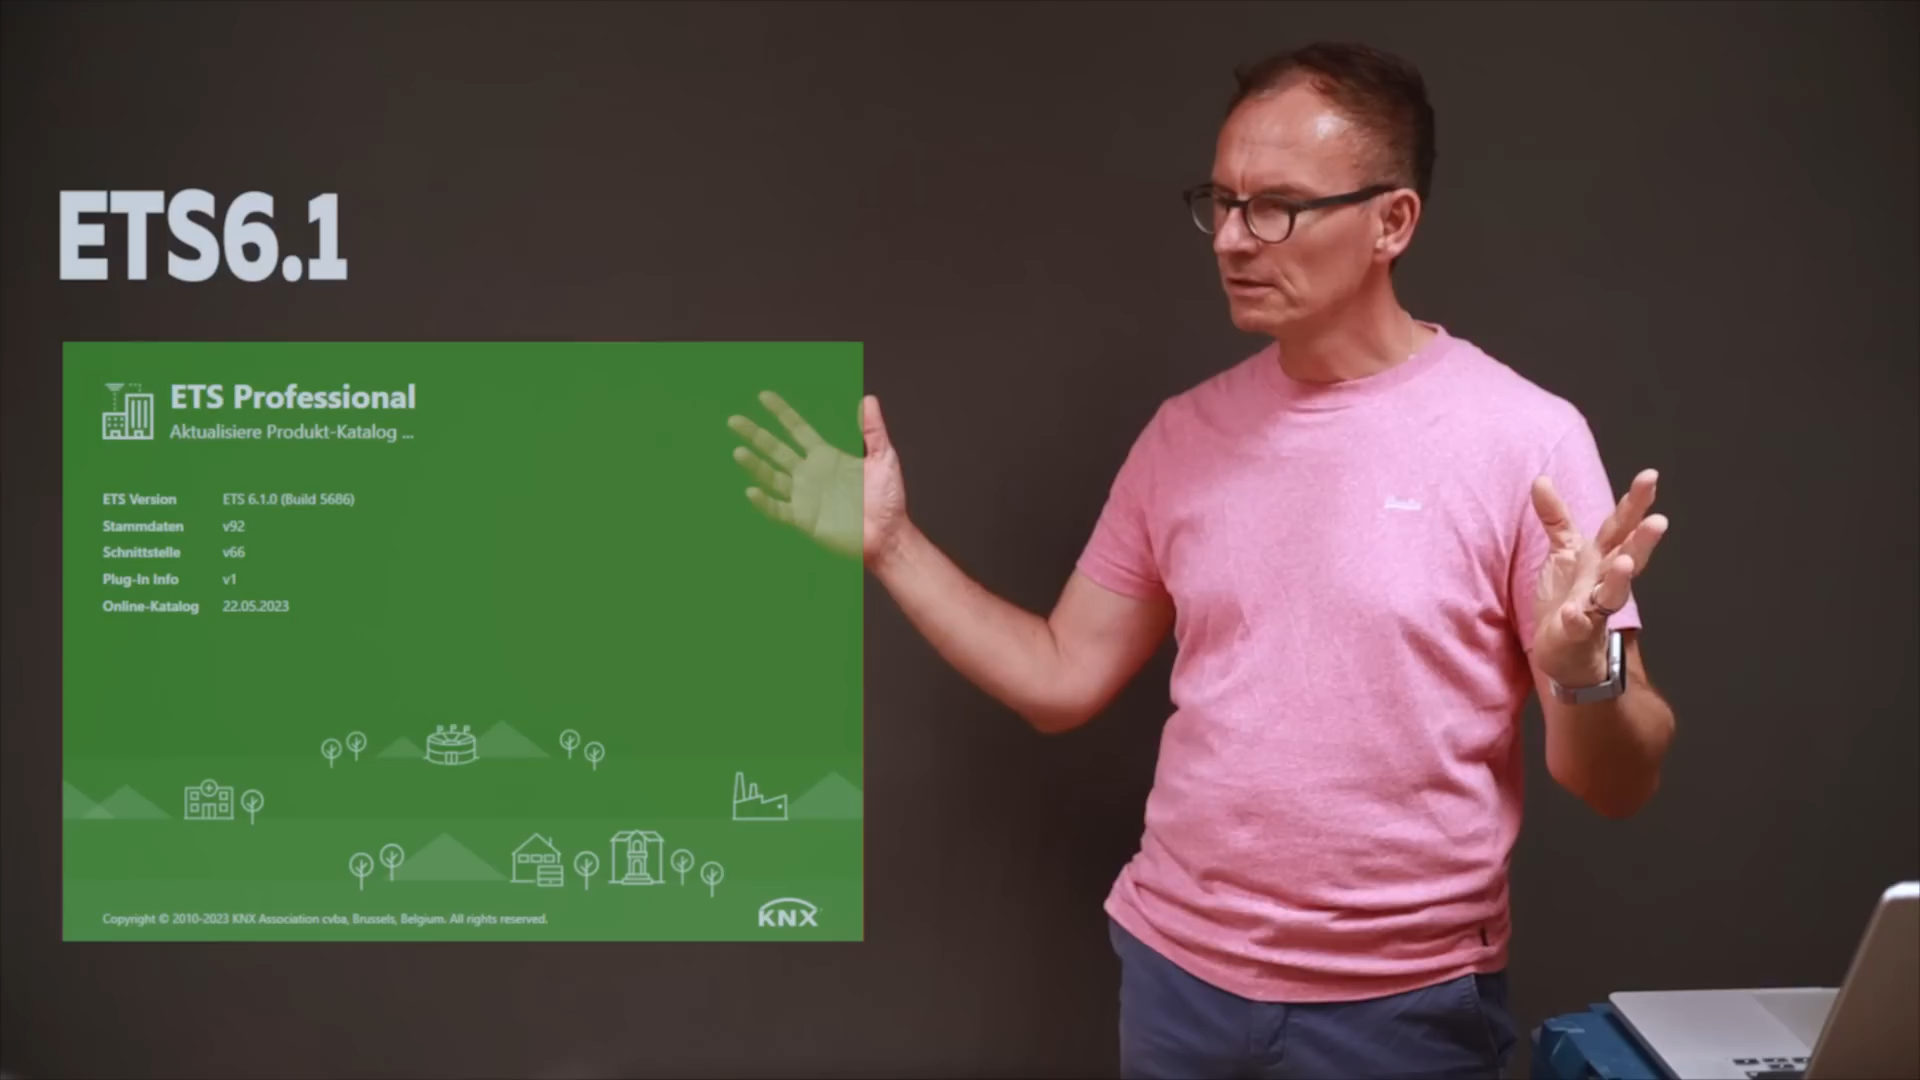 ETS6.1
ETS Professional
Aktualisiere Produkt-Katalog ...
ETS Version ETS 6.1.0 (Build 5686)
Stammdaten v92
Schnittstelle v66
Plug-In Info v1
Online-Katalog 22.05.2023
Copyright © 2010-2023 KNX Association cvba, Brussels, Belgium. All rights reserved.
KNX